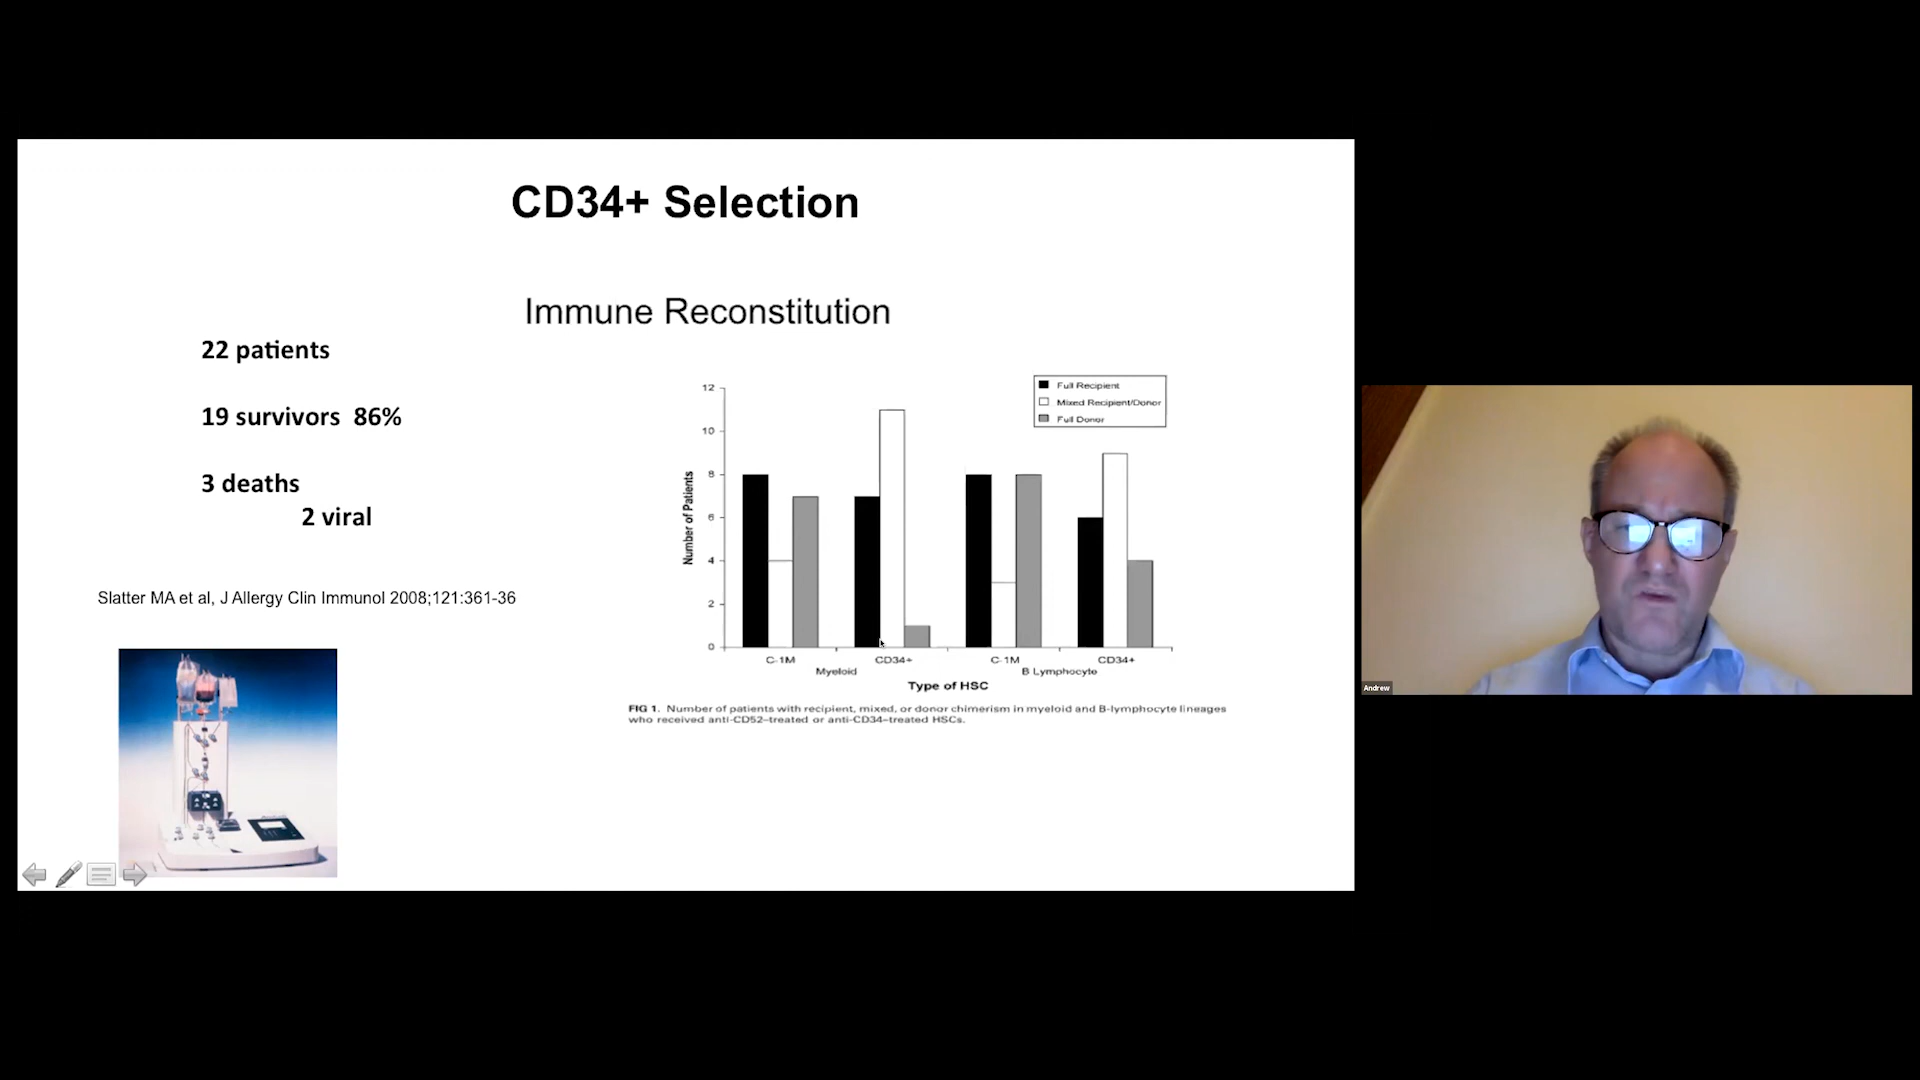 CD34+ Selection
Immune Reconstitution
22 patients
19 survivors 86%
3 deaths
2 viral
Slatter MA et al, J Allergy Clin Immunol 2008;121:361-36
Full Recipient
Mixed Recipient/Donor
Full Donor
12
10
8
6
4
2
0
Number of Patients
C-1M CD34+ C-1M CD34+
Myeloid B Lymphocyte
Type of HSC
FIG 1. Number of patients with recipient, mixed, or donor chimerism in myeloid and B-lymphocyte lineages
who received anti-CD52–treated or anti-CD34–treated HSCs.
Andrew